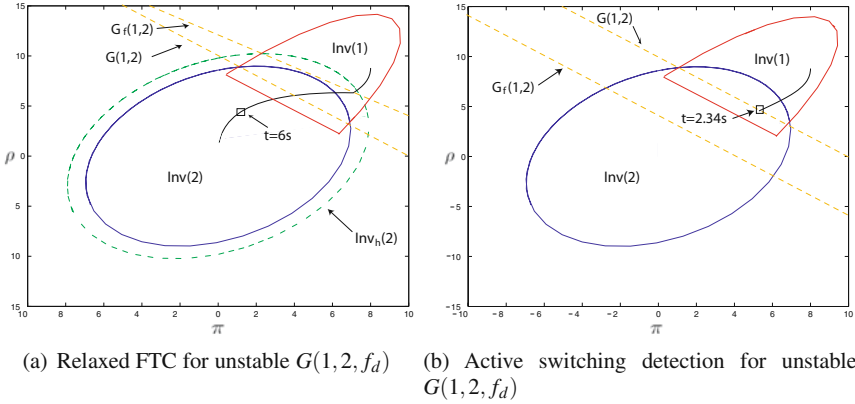 15
10
5
0
5
10
15
10
8
6
4
2
0
2
4
6
8
10
ρ
π
G_f(1,2)
G(1,2)
Inv(1)
t=6s
Inv(2)
Inv_h(2)
15
10
5
0
−5
−10
15
−10
−8
−6
−4
−2
0
2
4
6
8
10
ρ
π
G(1,2)
G_f(1,2)
Inv(1)
t=2.34s
Inv(2)
(a) Relaxed FTC for unstable G(1,2,f_d)
(b) Active switching detection for unstable
G(1,2,f_d)